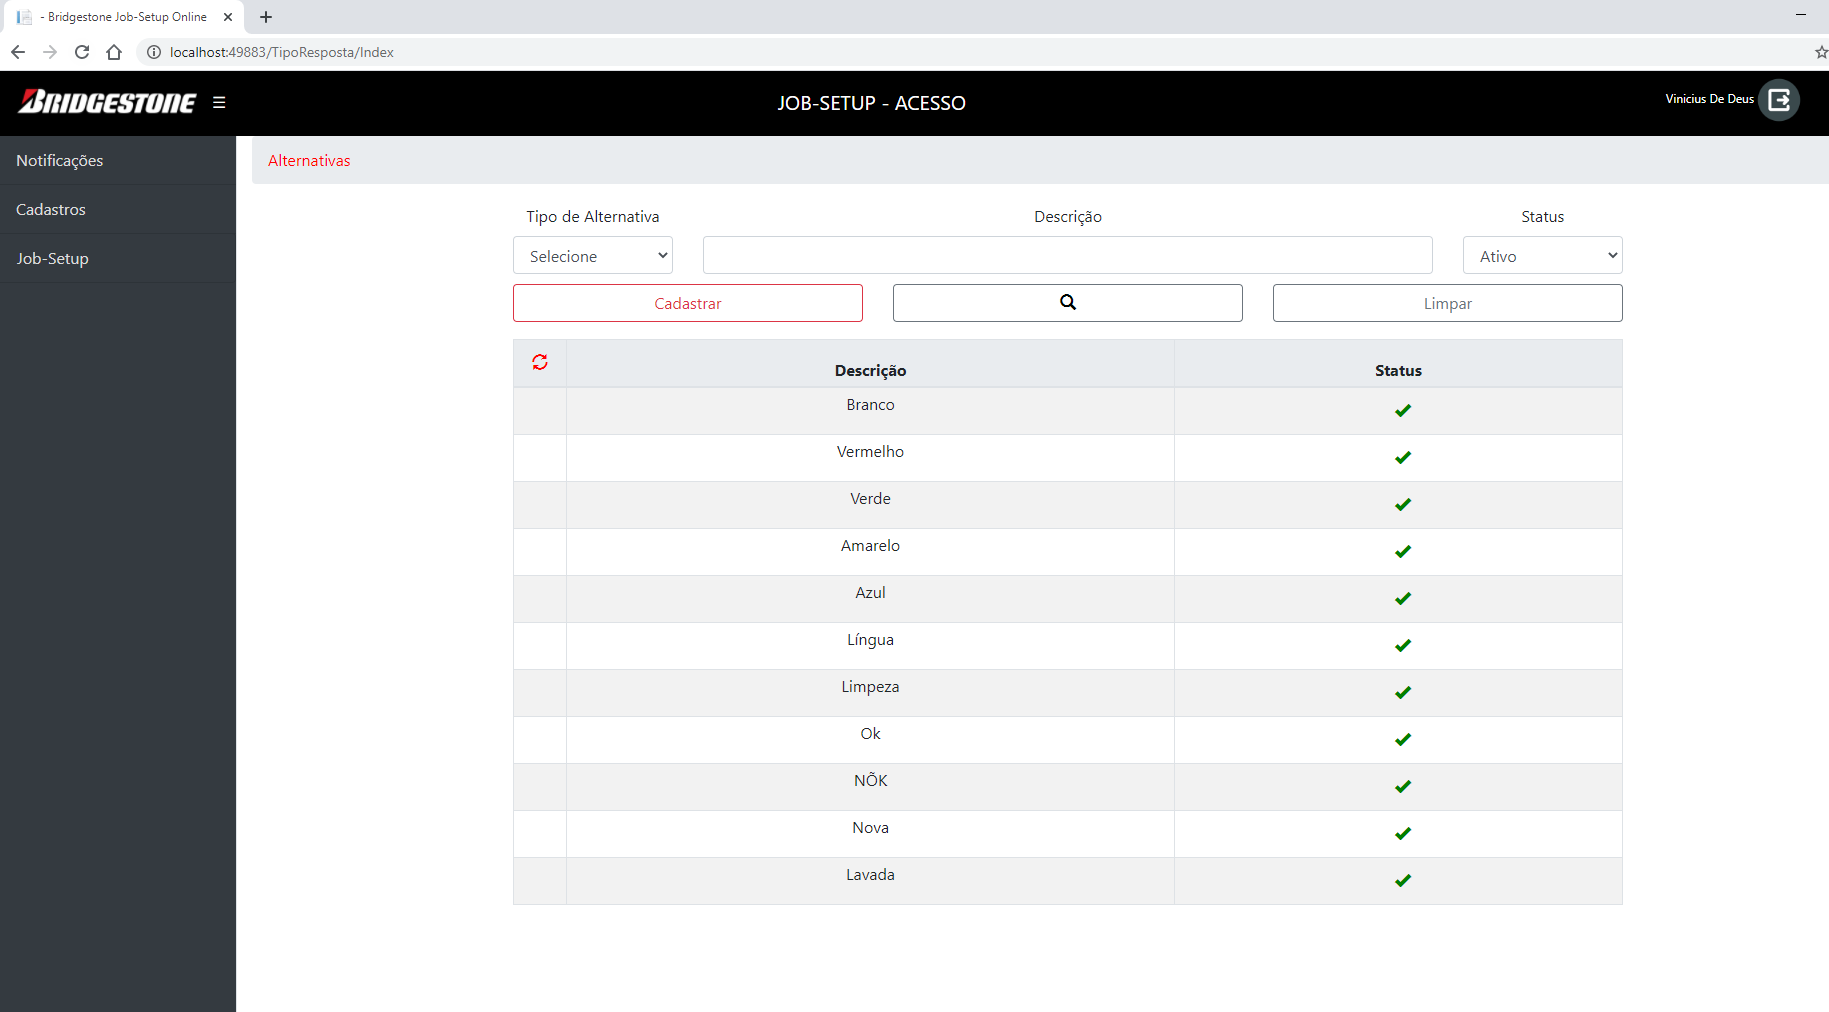 - Bridgestone Job-Setup Online
localhost:49883/TipoResposta/Index
BRIDGESTONE
JOB-SETUP - ACESSO
Vinicius De Deus
Notificações
Cadastros
Job-Setup
Alternativas
Tipo de Alternativa Descrição Status
Selecione Ativo
Cadastrar Limpar
Descrição Status
Branco
Vermelho
Verde
Amarelo
Azul
Língua
Limpeza
Ok
NÕK
Nova
Lavada